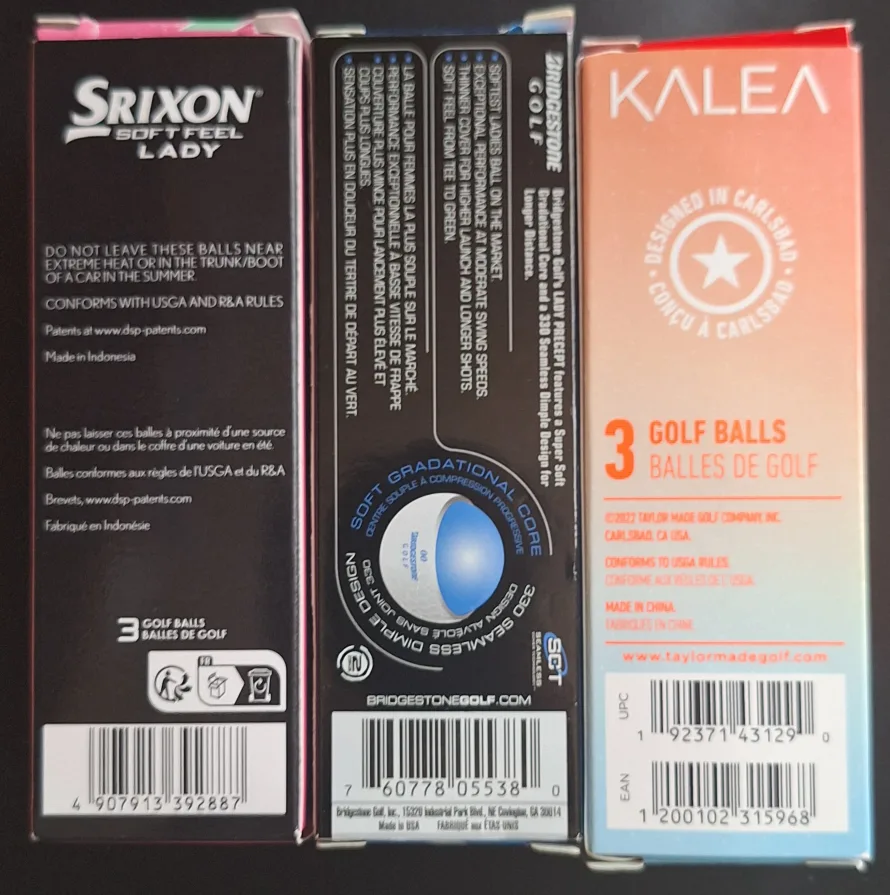 SRIXON
SOFT FEEL
LADY
DO NOT LEAVE THESE BALLS NEAR
EXTREME HEAT OR IN THE TRUNK/BOOT
OF A CAR IN THE SUMMER.
CONFORMS WITH USGA AND R&A RULES
Patents at www.dsp-patents.com
Made in Indonesia
Ne pas laisser ces balles à proximité d'une source
de chaleur ou dans le coffre d'une voiture en été.
Balles conformes aux règles de l'USGA et du R&A
Brevets, www.dsp-patents.com
Fabriqué en Indonésie
3 GOLF BALLS
BALLES DE GOLF
4 907913 392887
BRIDGESTONE
GOLF
Bridgestone Golf's LADY PRECEPT features a Super Soft
Gradational Core and a 330 Seamless Dimple Design for
Longer Distance.
• SOFTEST LADIES BALL ON THE MARKET.
• EXCEPTIONAL PERFORMANCE AT MODERATE SWING SPEEDS.
• THINNER COVER FOR HIGHER LAUNCH AND LONGER SHOTS.
• SOFT FEEL FROM TEE TO GREEN.
• LA BALLE POUR FEMMES LA PLUS SOUPLE SUR LE MARCHÉ.
• PERFORMANCE EXCEPTIONNELLE À BASSE VITESSE DE FRAPPE
• COUVERTURE PLUS MINCE POUR LANCEMENT PLUS ÉLEVÉ ET
COUPS PLUS LONGUES.
• SENSATION PLUS EN DOUCEUR DU TERTRE DE DÉPART AU VERT.
SOFT GRADATIONAL CORE
CENTRE SOUPLE À COMPRESSION PROGRESSIVE
00
BRIDGESTONE
GOLF
330 SEAMLESS DIMPLE DESIGN
DESIGN ALVÉOLÉ SANS JOINT 330
SCT
SEAMLESS
BRIDGESTONEGOLF.COM
7 60778 05538 0
Bridgestone Golf, Inc., 15320 Industrial Park Blvd., NE Covington, GA 30014
Made in USA FABRIQUÉ aux ÉTAS-UNIS
KALEA
• DESIGNED IN CARLSBAD •
CONÇU À CARLSBAD
3 GOLF BALLS
BALLES DE GOLF
©2022 TAYLOR MADE GOLF COMPANY, INC.
CARLSBAD, CA USA.
CONFORMS TO USGA RULES.
CONFORME AUX RÈGLES DE L'USGA.
MADE IN CHINA.
FABRIQUÉS EN CHINE.
www.taylormadegolf.com
UPC
1 92371 43129 0
EAN
1 200102 315968